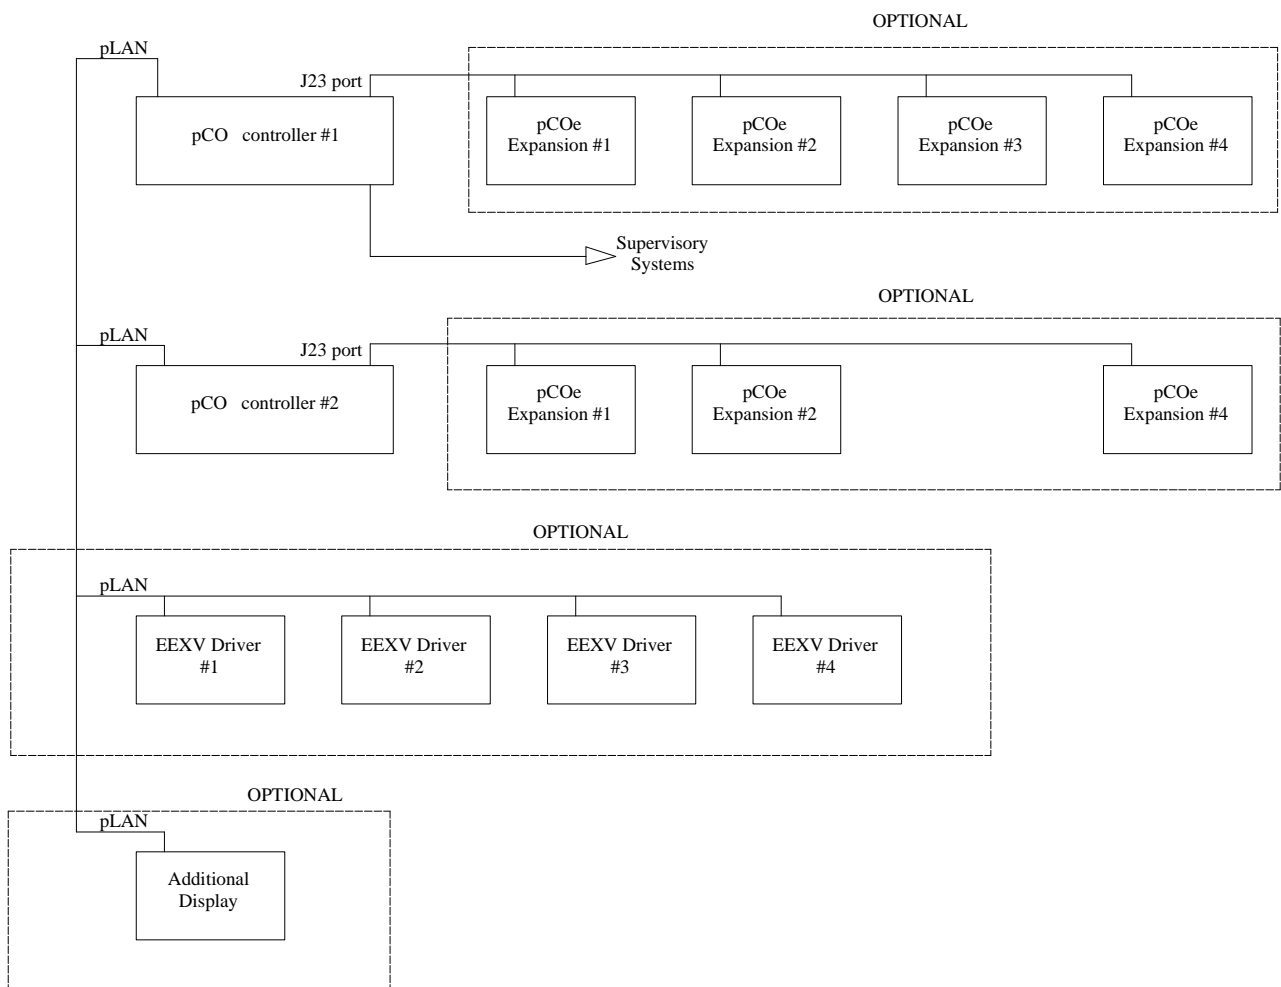 OPTIONAL
pLAN
J23 port
pCO controller #1
pCOe
Expansion #1
pCOe
Expansion #2
pCOe
Expansion #3
pCOe
Expansion #4
Supervisory
Systems
OPTIONAL
pLAN
J23 port
pCO controller #2
pCOe
Expansion #1
pCOe
Expansion #2
pCOe
Expansion #4
OPTIONAL
pLAN
EEXV Driver
#1
EEXV Driver
#2
EEXV Driver
#3
EEXV Driver
#4
OPTIONAL
pLAN
Additional
Display